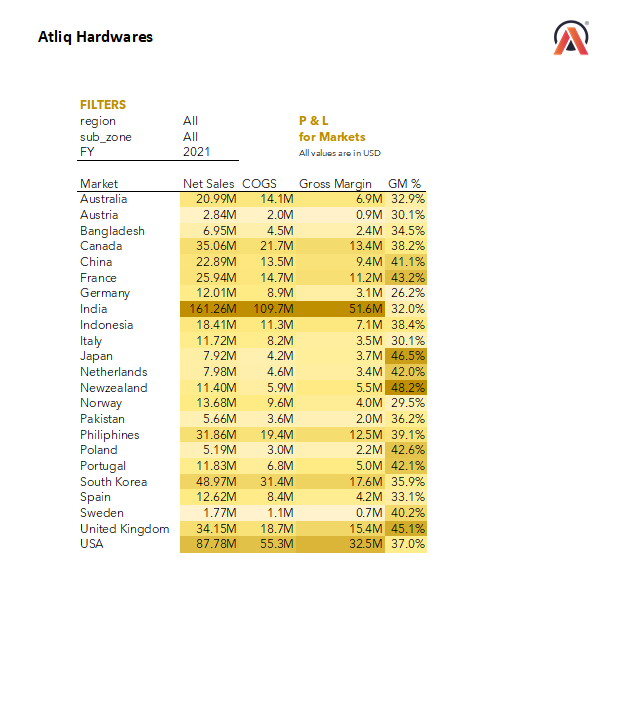 Atliq Hardwares
FILTERS
region All P & L
sub_zone All for Markets
FY 2021 All values are in USD
Market Net Sales COGS Gross Margin GM %
Australia 20.99M 14.1M 6.9M 32.9%
Austria 2.84M 2.0M 0.9M 30.1%
Bangladesh 6.95M 4.5M 2.4M 34.5%
Canada 35.06M 21.7M 13.4M 38.2%
China 22.89M 13.5M 9.4M 41.1%
France 25.94M 14.7M 11.2M 43.2%
Germany 12.01M 8.9M 3.1M 26.2%
India 161.26M 109.7M 51.6M 32.0%
Indonesia 18.41M 11.3M 7.1M 38.4%
Italy 11.72M 8.2M 3.5M 30.1%
Japan 7.92M 4.2M 3.7M 46.5%
Netherlands 7.98M 4.6M 3.4M 42.0%
Newzealand 11.40M 5.9M 5.5M 48.2%
Norway 13.68M 9.6M 4.0M 29.5%
Pakistan 5.66M 3.6M 2.0M 36.2%
Philiphines 31.86M 19.4M 12.5M 39.1%
Poland 5.19M 3.0M 2.2M 42.6%
Portugal 11.83M 6.8M 5.0M 42.1%
South Korea 48.97M 31.4M 17.6M 35.9%
Spain 12.62M 8.4M 4.2M 33.1%
Sweden 1.77M 1.1M 0.7M 40.2%
United Kingdom 34.15M 18.7M 15.4M 45.1%
USA 87.78M 55.3M 32.5M 37.0%